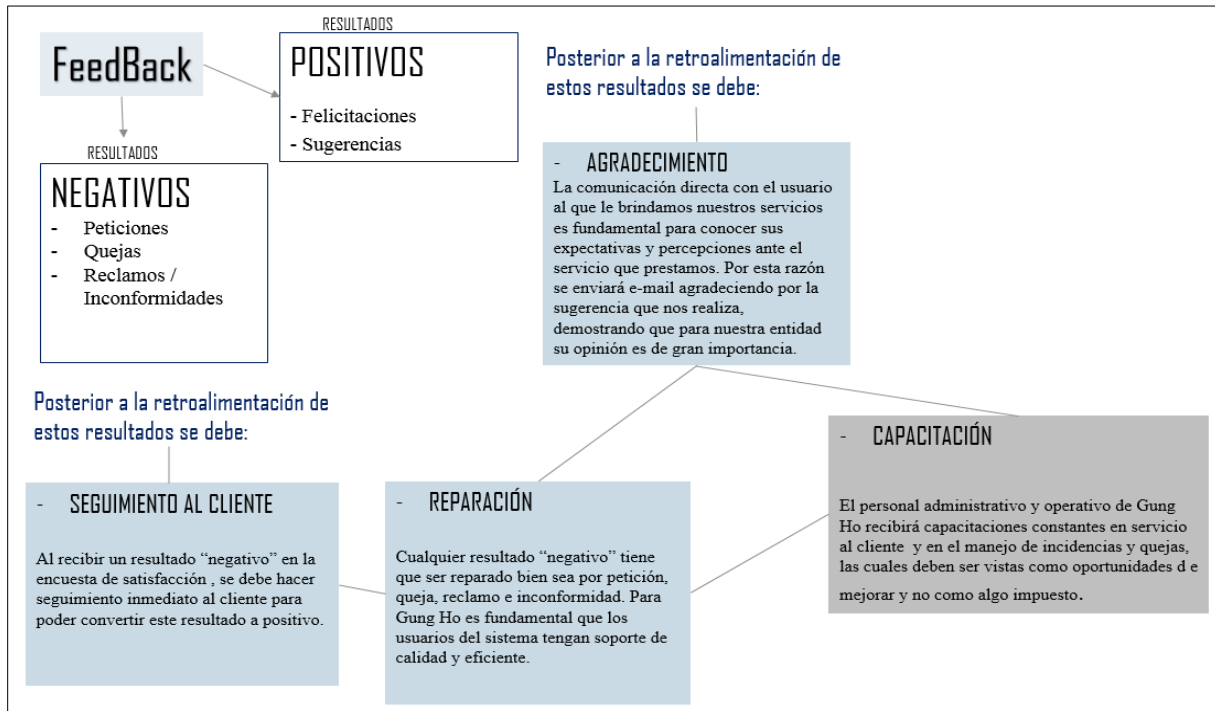 FeedBack
RESULTADOS
POSITIVOS
- Felicitaciones
- Sugerencias
RESULTADOS
NEGATIVOS
- Peticiones
- Quejas
- Reclamos /
Inconformidades
Posterior a la retroalimentación de
estos resultados se debe:
- AGRADECIMIENTO
La comunicación directa con el usuario
al que le brindamos nuestros servicios
es fundamental para conocer sus
expectativas y percepciones ante el
servicio que prestamos. Por esta razón
se enviará e-mail agradeciendo por la
sugerencia que nos realiza,
demostrando que para nuestra entidad
su opinión es de gran importancia.
Posterior a la retroalimentación de
estos resultados se debe:
- SEGUIMIENTO AL CLIENTE
Al recibir un resultado “negativo” en la
encuesta de satisfacción , se debe hacer
seguimiento inmediato al cliente para
poder convertir este resultado a positivo.
- REPARACIÓN
Cualquier resultado “negativo” tiene
que ser reparado bien sea por petición,
queja, reclamo e inconformidad. Para
Gung Ho es fundamental que los
usuarios del sistema tengan soporte de
calidad y eficiente.
- CAPACITACIÓN
El personal administrativo y operativo de Gung
Ho recibirá capacitaciones constantes en servicio
al cliente y en el manejo de incidencias y quejas,
las cuales deben ser vistas como oportunidades d e
mejorar y no como algo impuesto.